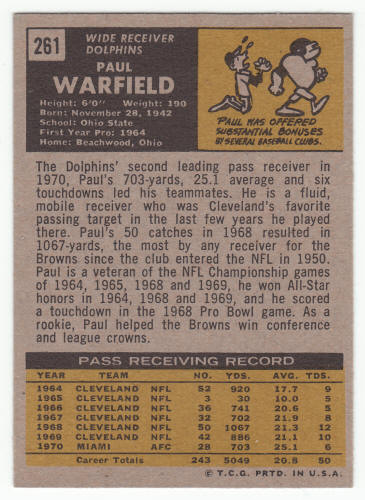 261
WIDE RECEIVER
DOLPHINS
PAUL
WARFIELD
Height: 6'0" Weight: 190
Born: November 28, 1942
School: Ohio State
First Year Pro: 1964
Home: Beachwood, Ohio
PAUL WAS OFFERED
SUBSTANTIAL BONUSES
BY SEVERAL BASEBALL CLUBS.
The Dolphins' second leading pass receiver in
1970, Paul's 703-yards, 25.1 average and six
touchdowns led his teammates. He is a fluid,
mobile receiver who was Cleveland's favorite
passing target in the last few years he played
there. Paul's 50 catches in 1968 resulted in
1067-yards, the most by any receiver for the
Browns since the club entered the NFL in 1950.
Paul is a veteran of the NFL Championship games
of 1964, 1965, 1968 and 1969, he won All-Star
honors in 1964, 1968 and 1969, and he scored
a touchdown in the 1968 Pro Bowl game. As
a rookie, Paul helped the Browns win conference
and league crowns.
PASS RECEIVING RECORD
YEAR TEAM NO. YDS. AVG. TDS.
1964 CLEVELAND NFL 52 920 17.7 9
1965 CLEVELAND NFL 3 30 10.0 5
1966 CLEVELAND NFL 36 741 20.6 5
1967 CLEVELAND NFL 32 702 21.9 8
1968 CLEVELAND NFL 50 1067 21.3 12
1969 CLEVELAND NFL 42 886 21.1 10
1970 MIAMI AFC 28 703 25.1 6
Career Totals 243 5049 20.8 50
© T.C.G. PRTD. IN U.S.A.